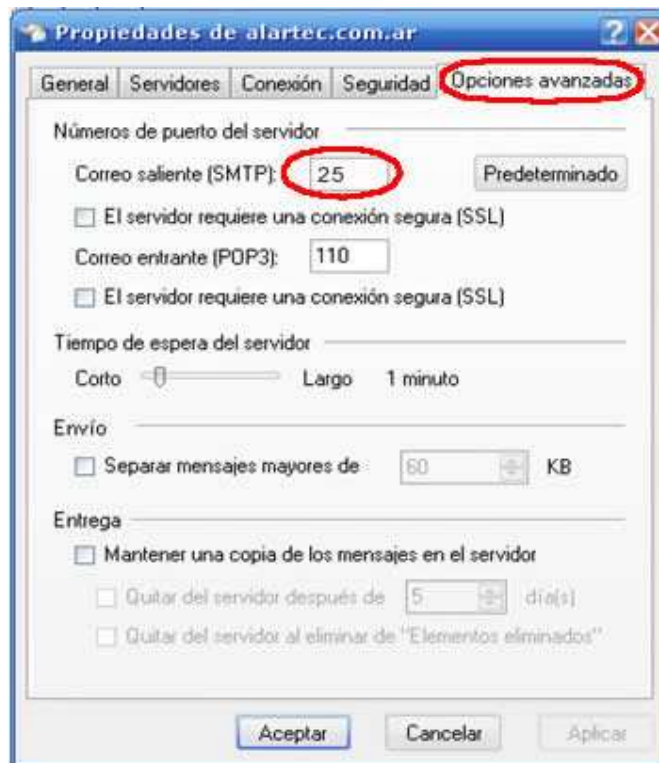 Propiedades de alartec.com.ar
General Servidores Conexión Seguridad Opciones avanzadas
Números de puerto del servidor
Correo saliente (SMTP): 25 Predeterminado
El servidor requiere una conexión segura (SSL)
Correo entrante (POP3): 110
El servidor requiere una conexión segura (SSL)
Tiempo de espera del servidor
Corto Largo 1 minuto
Envío
Separar mensajes mayores de 60 KB
Entrega
Mantener una copia de los mensajes en el servidor
Quitar del servidor después de 5 día(s)
Quitar del servidor al eliminar de "Elementos eliminados"
Aceptar Cancelar Aplicar